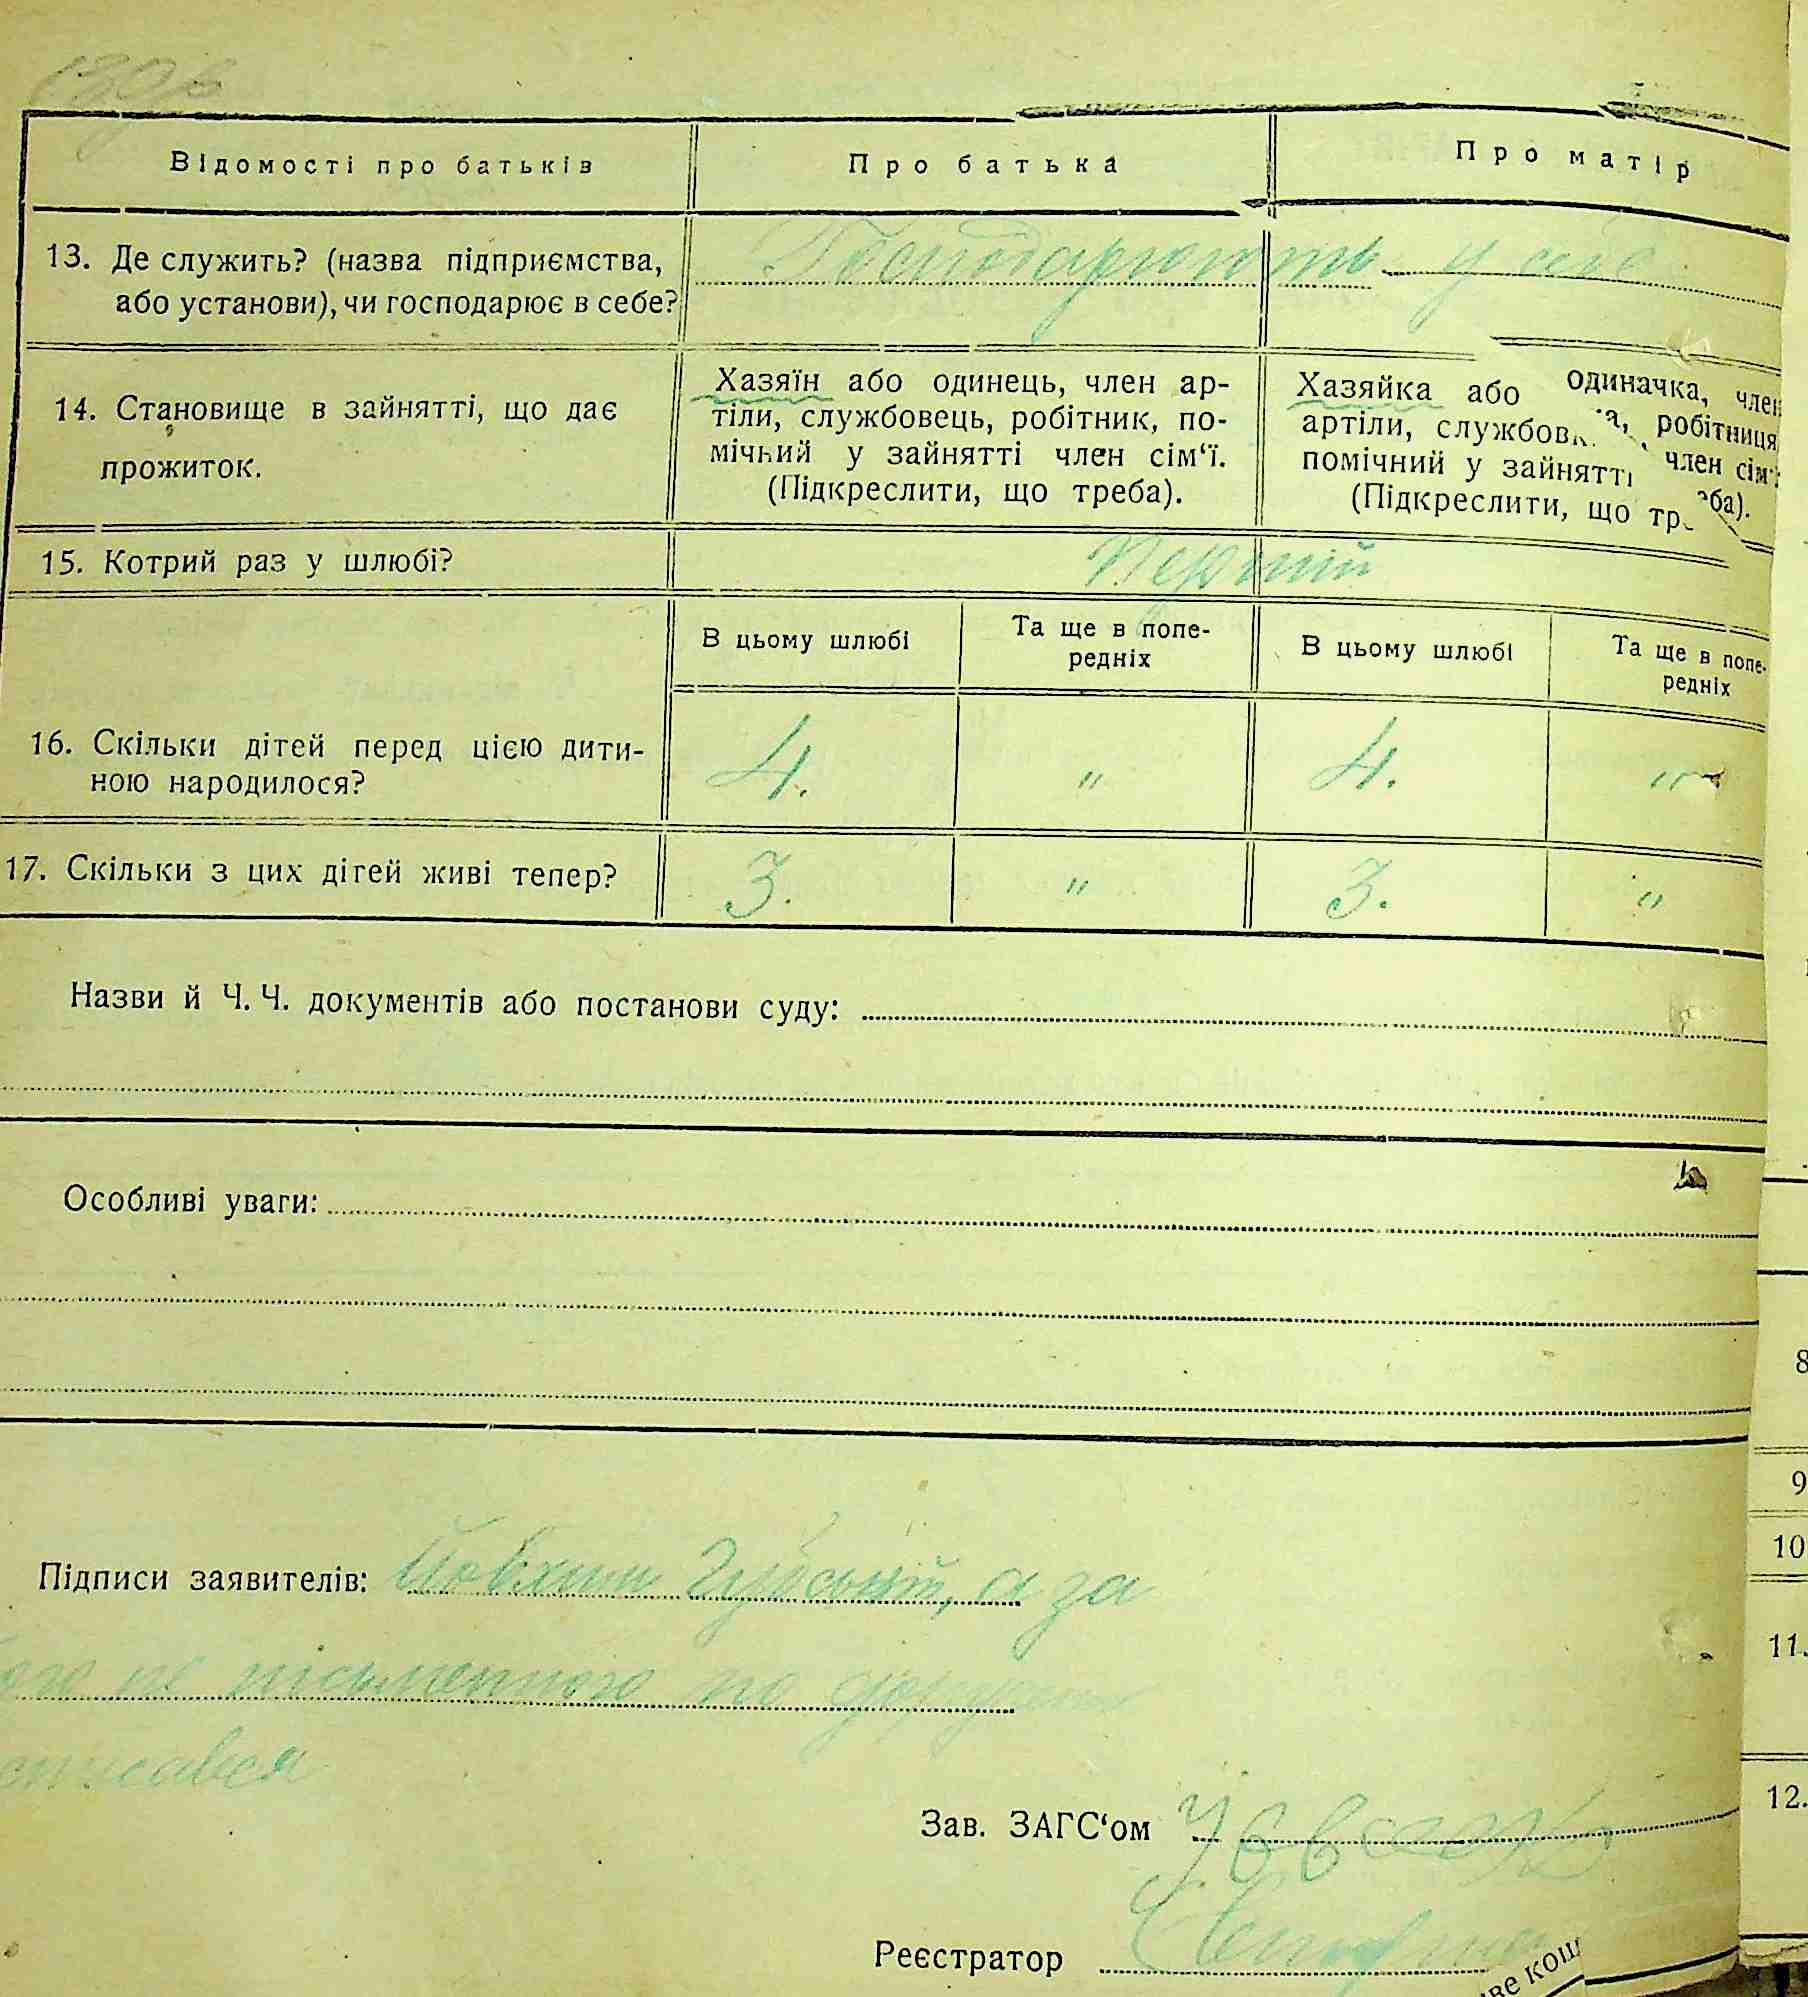 Відомості про батьків
Про батька
Про матір
13. Де служить? (назва підприємства,
або установи), чи господарює в себе?
Господарюють у себе
14. Становище в зайнятті, що дає
прожиток.
Хазяїн або одинець, член ар-
тіли, службовець, робітник, по-
мічний у зайнятті член сім‘ї.
(Підкреслити, що треба).
Хазяйка або одиначка, член
артіли, службов    робітниця
помічний у зайнятті член сім
(Підкреслити, що
15. Котрий раз у шлюбі?
Перший
В цьому шлюбі
Та ще в попе-
редніх
В цьому шлюбі
Та ще в попе-
редніх
16. Скільки дітей перед цією дити-
ною народилося?
4.
"
4.
"
17. Скільки з цих дітей живі тепер?
3.
"
3.
"
Назви й Ч. Ч. документів або постанови суду:
Особливі уваги:
Підписи заявителів:
а за
не письменного по
Зав. ЗАГС‘ом
Реєстратор
8
9
10
11.
12.